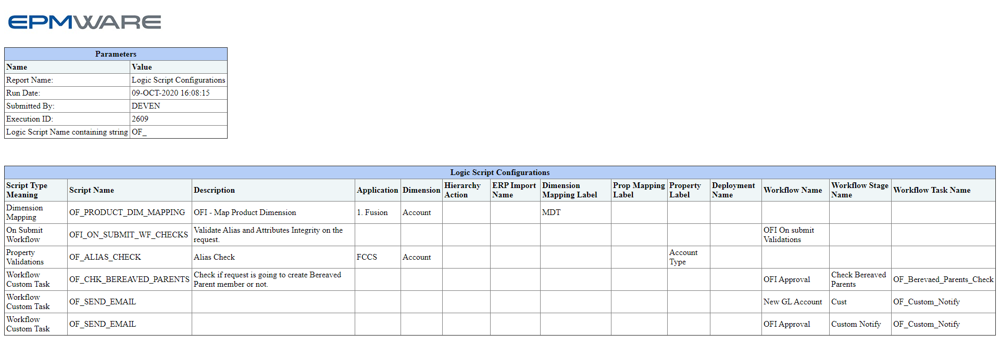 EPMWARE
Parameters
Name Value
Report Name: Logic Script Configurations
Run Date: 09-OCT-2020 16:08:15
Submitted By: DEVEN
Execution ID: 2609
Logic Script Name containing string OF_
Logic Script Configurations
Script Type Meaning Script Name Description Application Dimension Hierarchy Action ERP Import Name Dimension Mapping Label Prop Mapping Label Property Label Deployment Name Workflow Name Workflow Stage Name Workflow Task Name
Dimension Mapping OF_PRODUCT_DIM_MAPPING OFI - Map Product Dimension 1. Fusion Account MDT
On Submit Workflow OFI_ON_SUBMIT_WF_CHECKS Validate Alias and Attributes Integrity on the request. OFI On submit Validations
Property Validations OF_ALIAS_CHECK Alias Check FCCS Account Account Type
Workflow Custom Task OF_CHK_BEREAVED_PARENTS Check if request is going to create Bereaved Parent member or not. OFI Approval Check Bereaved Parents OF_Berevaed_Parents_Check
Workflow Custom Task OF_SEND_EMAIL New GL Account Cust OF_Custom_Notify
Workflow Custom Task OF_SEND_EMAIL OFI Approval Custom Notify OF_Custom_Notify